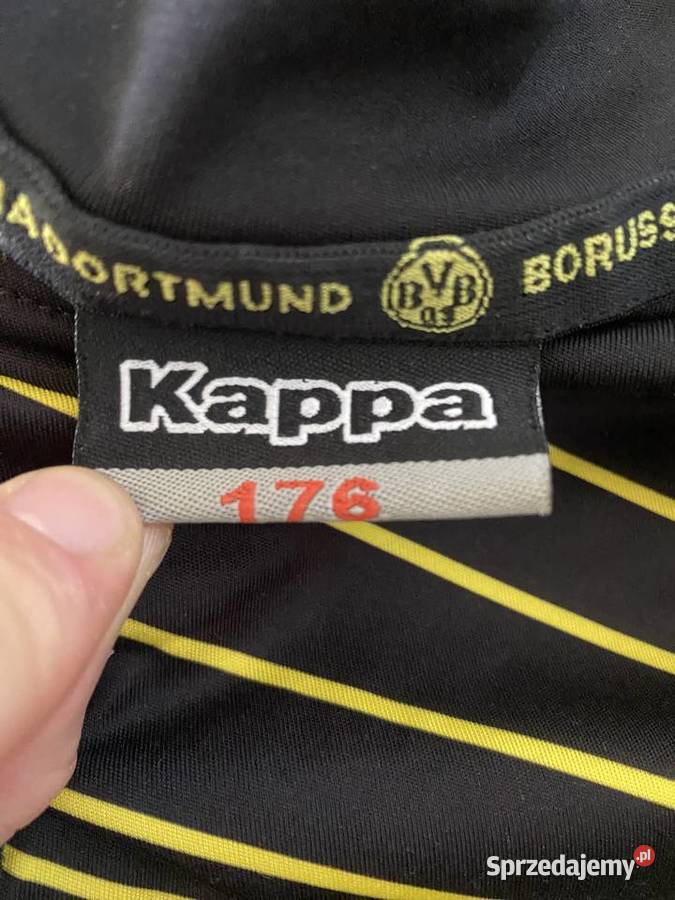 DORTMUND BVB 09 BORUSS
Kappa
176
Sprzedajemy.pl